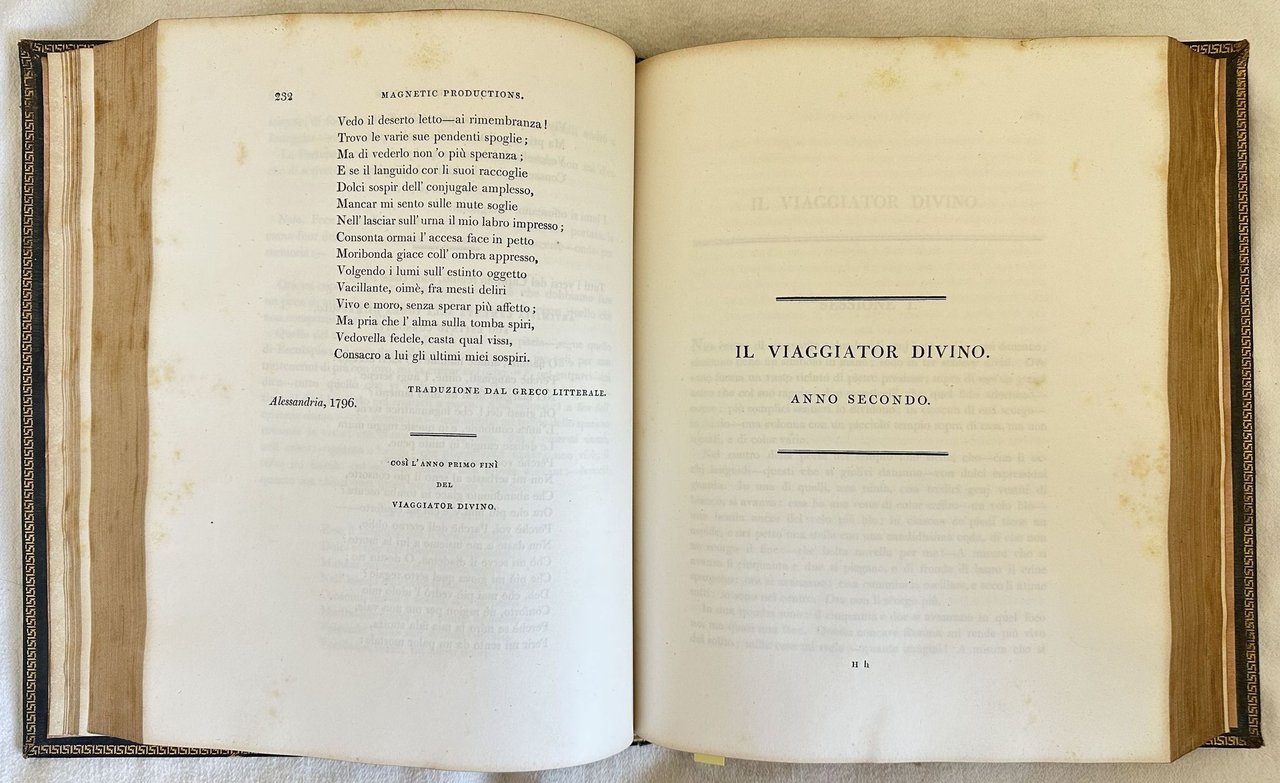 232 MAGNETIC PRODUCTIONS.
Vedo il deserto letto—ai rimembranza!
Trovo le varie sue pendenti spoglie;
Ma di vederlo non 'o più speranza;
E se il languido cor li suoi raccoglie
Dolci sospir dell' conjugale amplesso,
Mancar mi sento sulle mute soglie
Nell' lasciar sull' urna il mio labro impresso;
Consonta ormai l' accesa face in petto
Moribonda giace coll' ombra appresso,
Volgendo i lumi sull' estinto oggetto
Vacillante, oimè, fra mesti deliri
Vivo e moro, senza sperar più affetto;
Ma pria che l' alma sulla tomba spiri,
Vedovella fedele, casta qual vissi,
Consacro a lui gli ultimi miei sospiri.
TRADUZIONE DAL GRECO LITTERALE.
Alessandria, 1796.
COSÌ L'ANNO PRIMO FINÌ
DEL
VIAGGIATOR DIVINO.
IL VIAGGIATOR DIVINO.
ANNO SECONDO.
H h